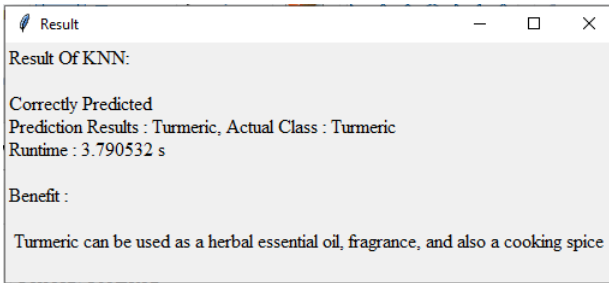 Result
Result Of KNN:
Correctly Predicted
Prediction Results : Turmeric, Actual Class : Turmeric
Runtime : 3.790532 s
Benefit :
Turmeric can be used as a herbal essential oil, fragrance, and also a cooking spice